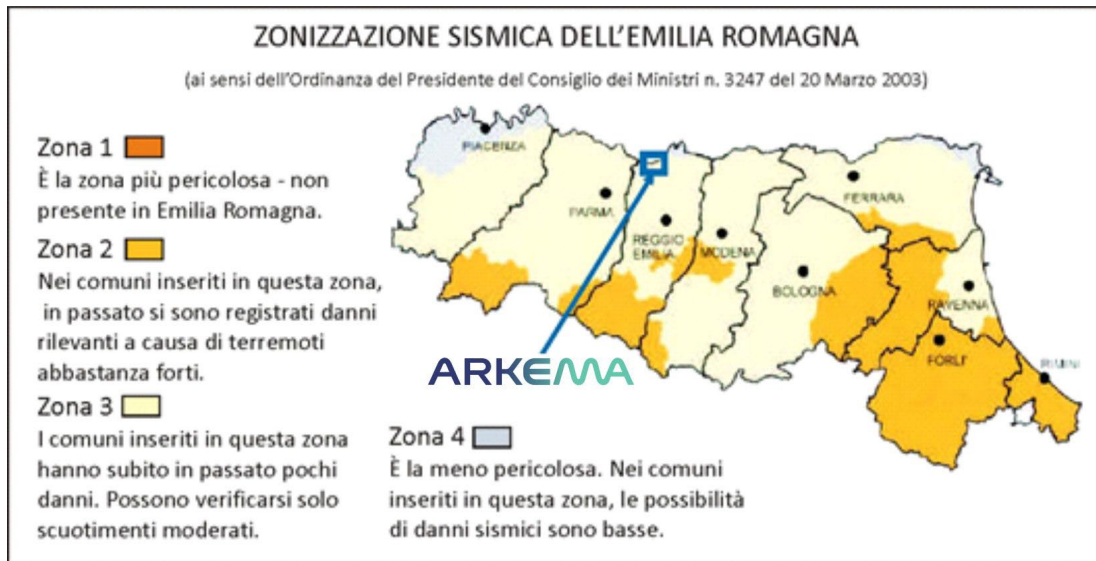 ZONIZZAZIONE SISMICA DELL'EMILIA ROMAGNA
(ai sensi dell'Ordinanza del Presidente del Consiglio dei Ministri n. 3247 del 20 Marzo 2003)
Zona 1
È la zona più pericolosa - non
presente in Emilia Romagna.
Zona 2
Nei comuni inseriti in questa zona,
in passato si sono registrati danni
rilevanti a causa di terremoti
abbastanza forti.
Zona 3
I comuni inseriti in questa zona
hanno subito in passato pochi
danni. Possono verificarsi solo
scuotimenti moderati.
Zona 4
È la meno pericolosa. Nei comuni
inseriti in questa zona, le possibilità
di danni sismici sono basse.
PIACENZA
PARMA
REGGIO
EMILIA
MODENA
BOLOGNA
FERRARA
RAVENNA
FORLI'
RIMINI
ARKEMA